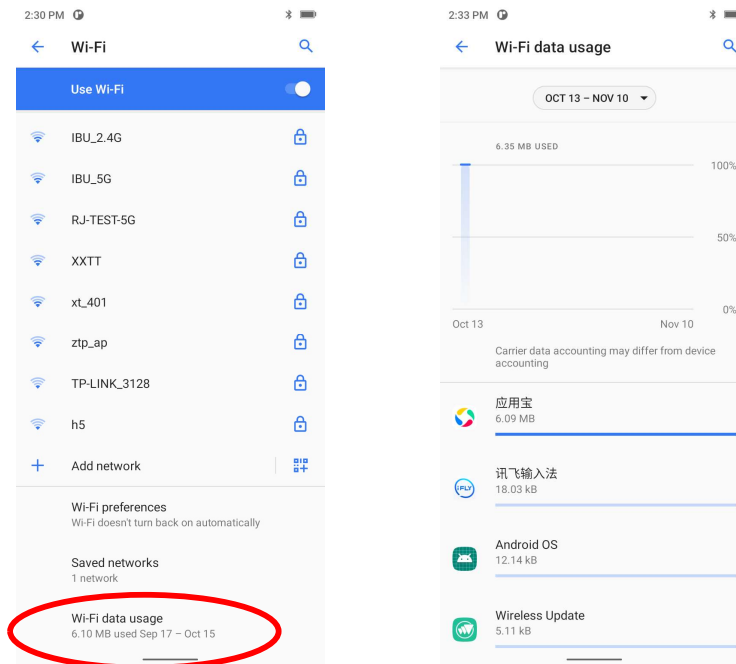 2:30 PM
Wi-Fi
Use Wi-Fi
IBU_2.4G
IBU_5G
RJ-TEST-5G
XXTT
xt_401
ztp_ap
TP-LINK_3128
h5
Add network
Wi-Fi preferences
Wi-Fi doesn't turn back on automatically
Saved networks
1 network
Wi-Fi data usage
6.10 MB used Sep 17 – Oct 15
2:33 PM
Wi-Fi data usage
OCT 13 – NOV 10
6.35 MB USED
100%
50%
0%
Oct 13
Nov 10
Carrier data accounting may differ from device
accounting
应用宝
6.09 MB
iFLY
讯飞输入法
18.03 kB
Android OS
12.14 kB
Wireless Update
5.11 kB